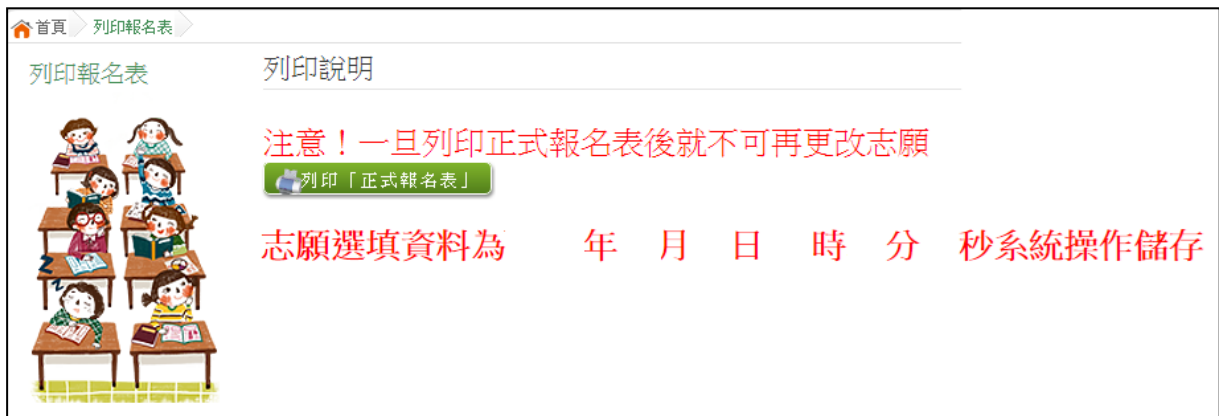 首頁 列印報名表
列印報名表
列印說明
注意！一旦列印正式報名表後就不可再更改志願
列印「正式報名表」
志願選填資料為 年 月 日 時 分 秒系統操作儲存